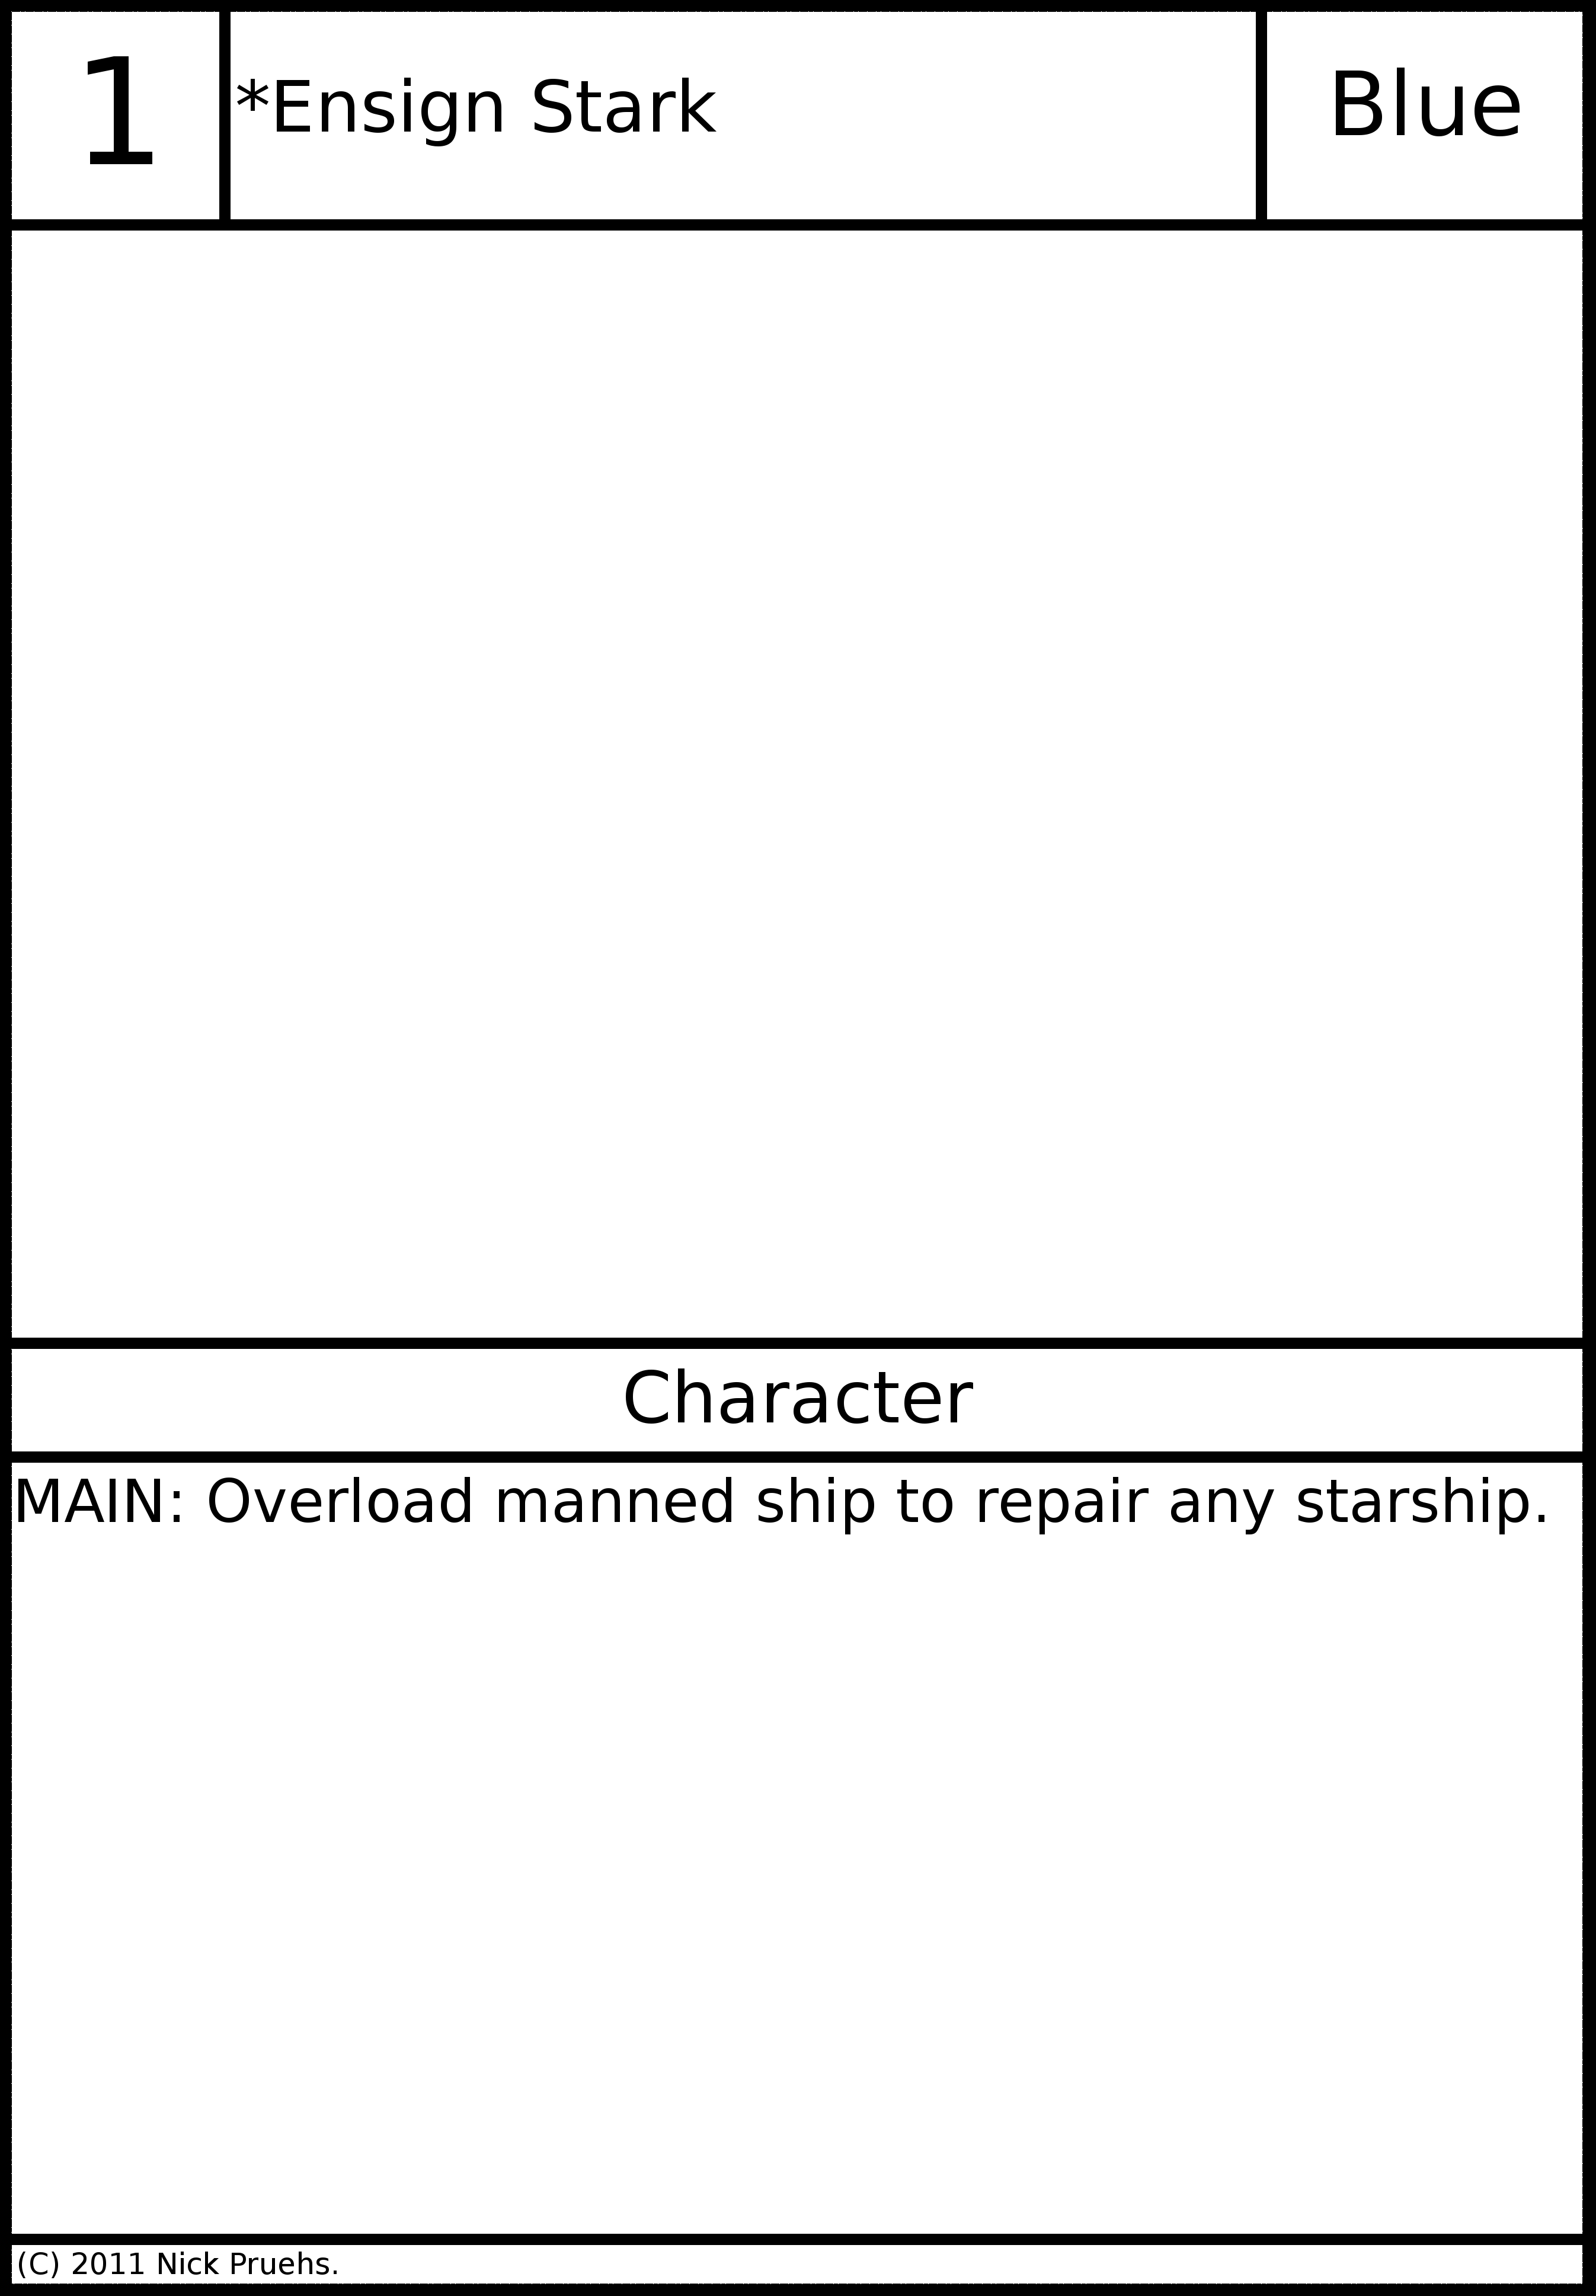 1
*Ensign Stark
Blue
Character
MAIN: Overload manned ship to repair any starship.
(C) 2011 Nick Pruehs.